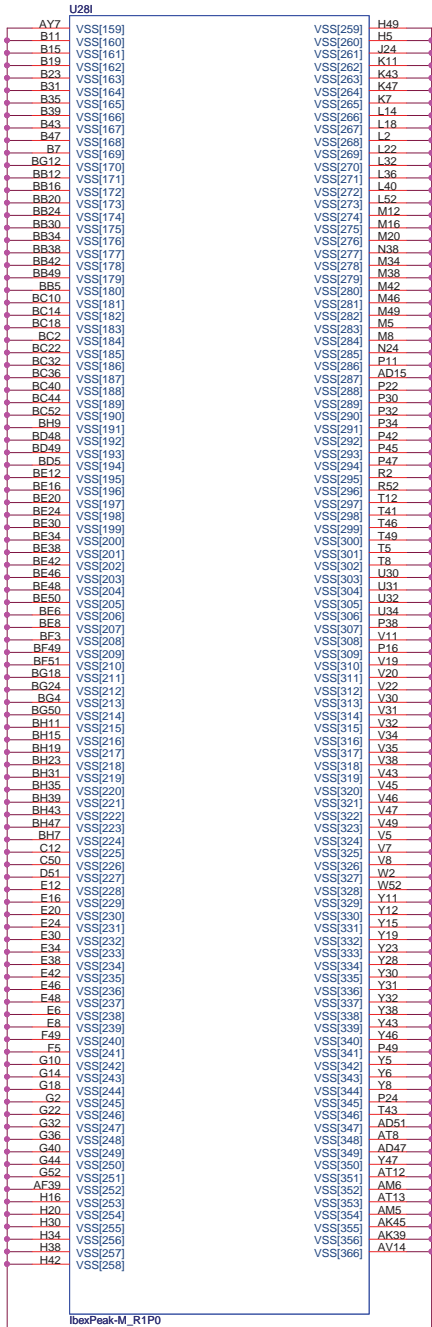 U28I
AY7 VSS[159] VSS[259] H49
B11 VSS[160] VSS[260] H5
B15 VSS[161] VSS[261] J24
B19 VSS[162] VSS[262] K11
B23 VSS[163] VSS[263] K43
B31 VSS[164] VSS[264] K47
B35 VSS[165] VSS[265] K7
B39 VSS[166] VSS[266] L14
B43 VSS[167] VSS[267] L18
B47 VSS[168] VSS[268] L2
B7 VSS[169] VSS[269] L22
BG12 VSS[170] VSS[270] L32
BB12 VSS[171] VSS[271] L36
BB16 VSS[172] VSS[272] L40
BB20 VSS[173] VSS[273] L52
BB24 VSS[174] VSS[274] M12
BB30 VSS[175] VSS[275] M16
BB34 VSS[176] VSS[276] M20
BB38 VSS[177] VSS[277] N38
BB42 VSS[178] VSS[278] M34
BB49 VSS[179] VSS[279] M38
BB5 VSS[180] VSS[280] M42
BC10 VSS[181] VSS[281] M46
BC14 VSS[182] VSS[282] M49
BC18 VSS[183] VSS[283] M5
BC2 VSS[184] VSS[284] M8
BC22 VSS[185] VSS[285] N24
BC32 VSS[186] VSS[286] P11
BC36 VSS[187] VSS[287] AD15
BC40 VSS[188] VSS[288] P22
BC44 VSS[189] VSS[289] P30
BC52 VSS[190] VSS[290] P32
BH9 VSS[191] VSS[291] P34
BD48 VSS[192] VSS[292] P42
BD49 VSS[193] VSS[293] P45
BD5 VSS[194] VSS[294] P47
BE12 VSS[195] VSS[295] R2
BE16 VSS[196] VSS[296] R52
BE20 VSS[197] VSS[297] T12
BE24 VSS[198] VSS[298] T41
BE30 VSS[199] VSS[299] T46
BE34 VSS[200] VSS[300] T49
BE38 VSS[201] VSS[301] T5
BE42 VSS[202] VSS[302] T8
BE46 VSS[203] VSS[303] U30
BE48 VSS[204] VSS[304] U31
BE50 VSS[205] VSS[305] U32
BE6 VSS[206] VSS[306] U34
BE8 VSS[207] VSS[307] P38
BF3 VSS[208] VSS[308] V11
BF49 VSS[209] VSS[309] P16
BF51 VSS[210] VSS[310] V19
BG18 VSS[211] VSS[311] V20
BG24 VSS[212] VSS[312] V22
BG4 VSS[213] VSS[313] V30
BG50 VSS[214] VSS[314] V31
BH11 VSS[215] VSS[315] V32
BH15 VSS[216] VSS[316] V34
BH19 VSS[217] VSS[317] V35
BH23 VSS[218] VSS[318] V38
BH31 VSS[219] VSS[319] V43
BH35 VSS[220] VSS[320] V45
BH39 VSS[221] VSS[321] V46
BH43 VSS[222] VSS[322] V47
BH47 VSS[223] VSS[323] V49
BH7 VSS[224] VSS[324] V5
C12 VSS[225] VSS[325] V7
C50 VSS[226] VSS[326] V8
D51 VSS[227] VSS[327] W2
E12 VSS[228] VSS[328] W52
E16 VSS[229] VSS[329] Y11
E20 VSS[230] VSS[330] Y12
E24 VSS[231] VSS[331] Y15
E30 VSS[232] VSS[332] Y19
E34 VSS[233] VSS[333] Y23
E38 VSS[234] VSS[334] Y28
E42 VSS[235] VSS[335] Y30
E46 VSS[236] VSS[336] Y31
E48 VSS[237] VSS[337] Y32
E6 VSS[238] VSS[338] Y38
E8 VSS[239] VSS[339] Y43
F49 VSS[240] VSS[340] Y46
F5 VSS[241] VSS[341] P49
G10 VSS[242] VSS[342] Y5
G14 VSS[243] VSS[343] Y6
G18 VSS[244] VSS[344] Y8
G2 VSS[245] VSS[345] P24
G22 VSS[246] VSS[346] T43
G32 VSS[247] VSS[347] AD51
G36 VSS[248] VSS[348] AT8
G40 VSS[249] VSS[349] AD47
G44 VSS[250] VSS[350] Y47
G52 VSS[251] VSS[351] AT12
AF39 VSS[252] VSS[352] AM6
H16 VSS[253] VSS[353] AT13
H20 VSS[254] VSS[354] AM5
H30 VSS[255] VSS[355] AK45
H34 VSS[256] VSS[356] AK39
H38 VSS[257] VSS[366] AV14
H42 VSS[258]
IbexPeak-M_R1P0